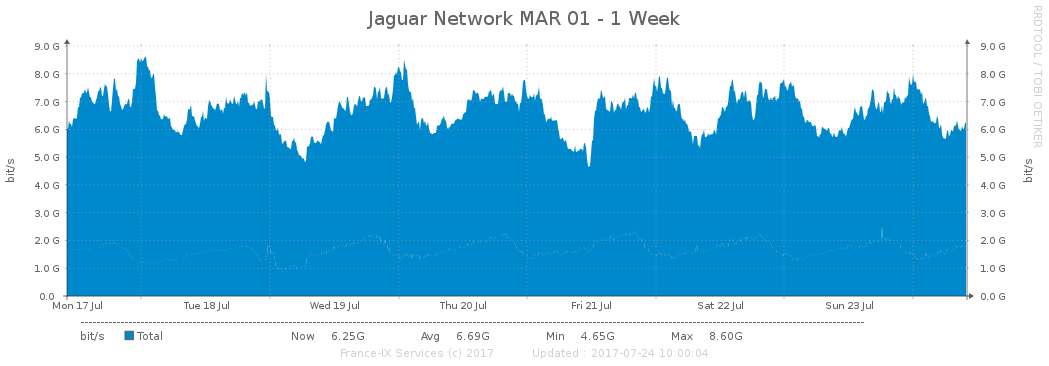 Jaguar Network MAR 01 - 1 Week
RRDTOOL / TOBI OETIKER
9.0 G 9.0 G
8.0 G 8.0 G
7.0 G 7.0 G
6.0 G 6.0 G
5.0 G 5.0 G
4.0 G 4.0 G
3.0 G 3.0 G
2.0 G 2.0 G
1.0 G 1.0 G
0.0 0.0 G
bit/s bit/s
Mon 17 Jul Tue 18 Jul Wed 19 Jul Thu 20 Jul Fri 21 Jul Sat 22 Jul Sun 23 Jul
bit/s Total Now 6.25G Avg 6.69G Min 4.65G Max 8.60G
France-IX Services (c) 2017 Updated : 2017-07-24 10:00:04